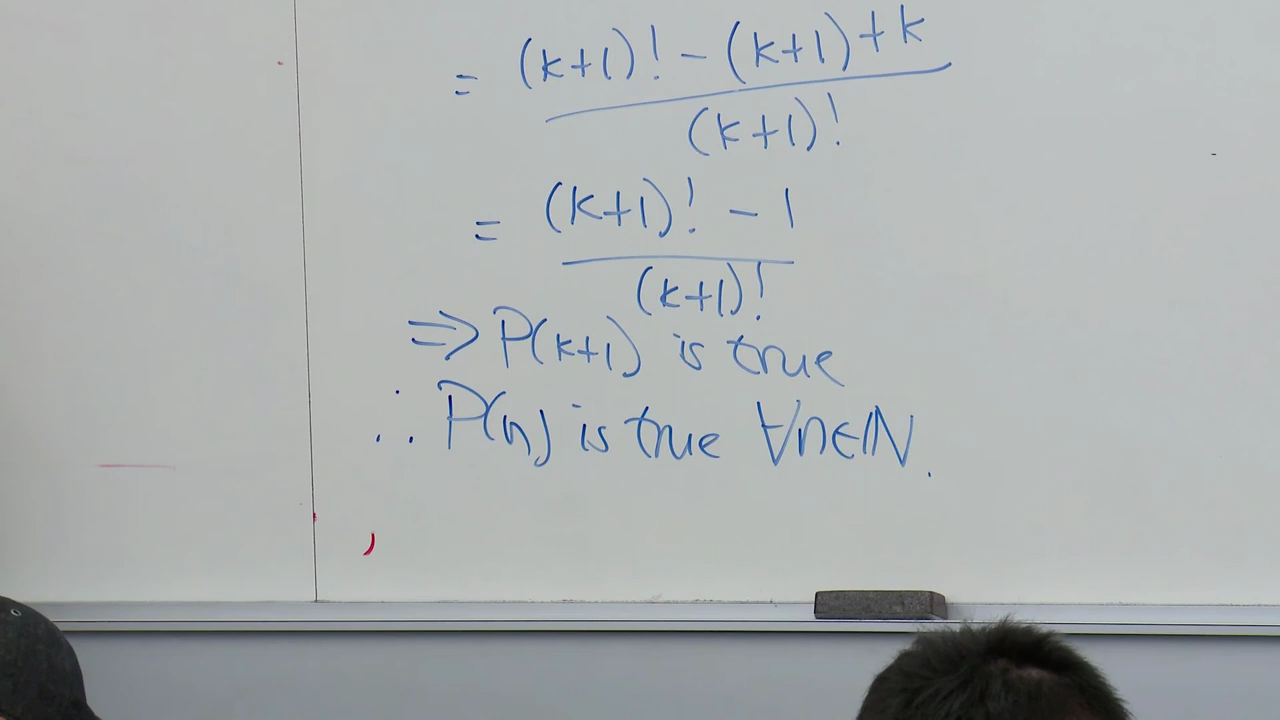 = (k+1)! - (k+1) + k
(k+1)!
= (k+1)! - 1
(k+1)!
⇒ P(k+1) is true
∴ P(n) is true ∀n∈ℕ.